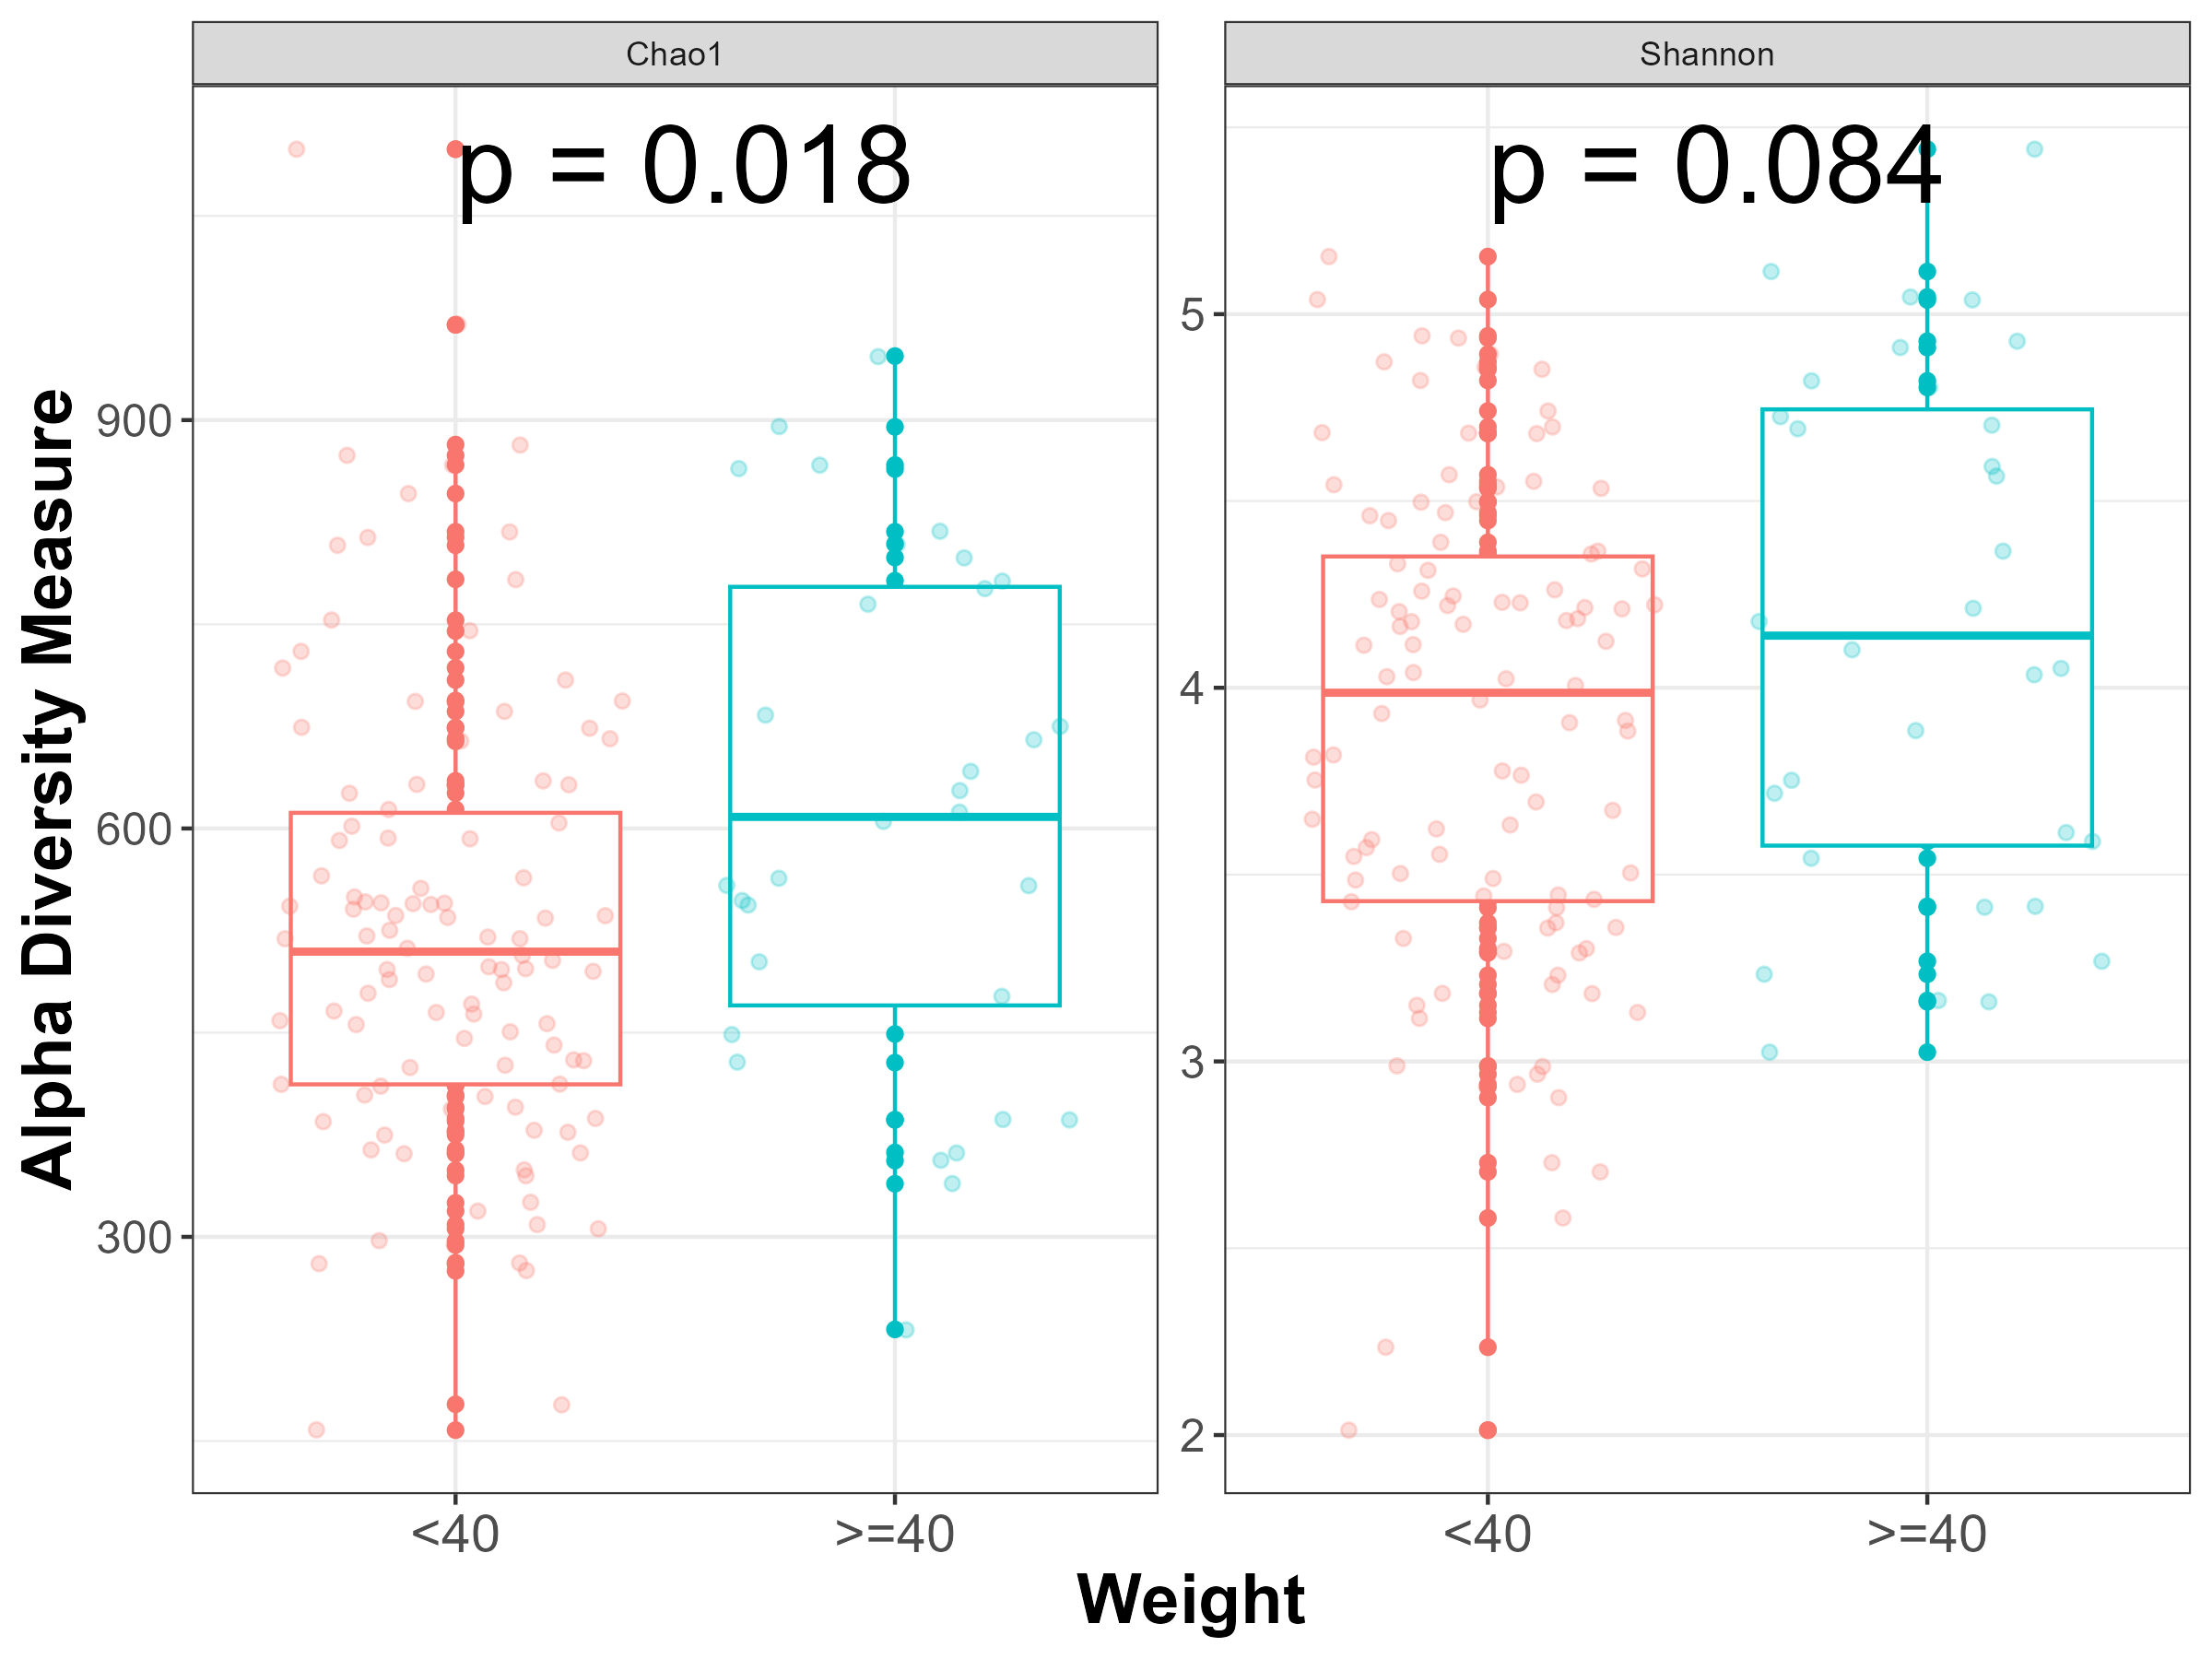 Chao1
Shannon
p = 0.018
p = 0.084
Alpha Diversity Measure
900
600
300
5
4
3
2
<40
>=40
<40
>=40
Weight